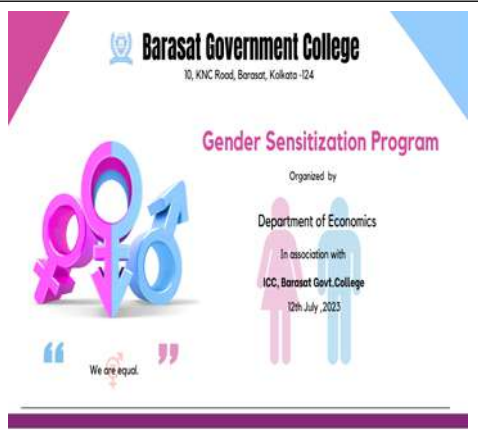 Barasat Government College
10, KNC Road, Barasat, Kolkata -124
Gender Sensitization Program
Organized by
Department of Economics
In association with
ICC, Barasat Govt.College
12th July ,2023
“ We are equal. ”